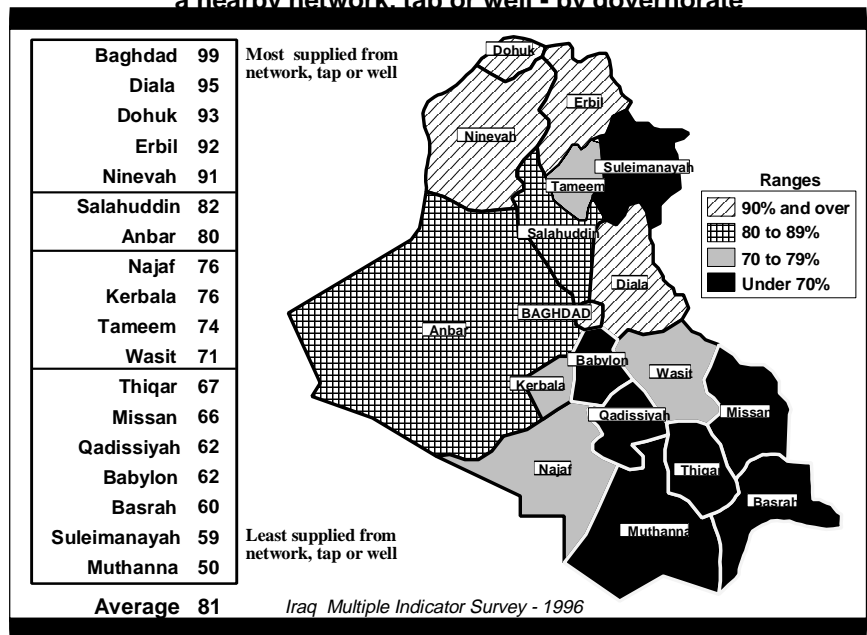 a nearby network, tap or well - by governorate
Baghdad 99
Diala 95
Dohuk 93
Erbil 92
Ninevah 91
Salahuddin 82
Anbar 80
Najaf 76
Kerbala 76
Tameem 74
Wasit 71
Thiqar 67
Missan 66
Qadissiyah 62
Babylon 62
Basrah 60
Suleimanayah 59
Muthanna 50
Average 81
Most supplied from
network, tap or well
Least supplied from
network, tap or well
Dohuk
Erbil
Ninevah
Suleimanayah
Tameem
Salahuddin
Diala
BAGHDAD
Anbar
Babylon
Wasit
Kerbala
Qadissiyah
Missan
Najaf
Thiqar
Basrah
Muthanna
Ranges
90% and over
80 to 89%
70 to 79%
Under 70%
Iraq Multiple Indicator Survey - 1996